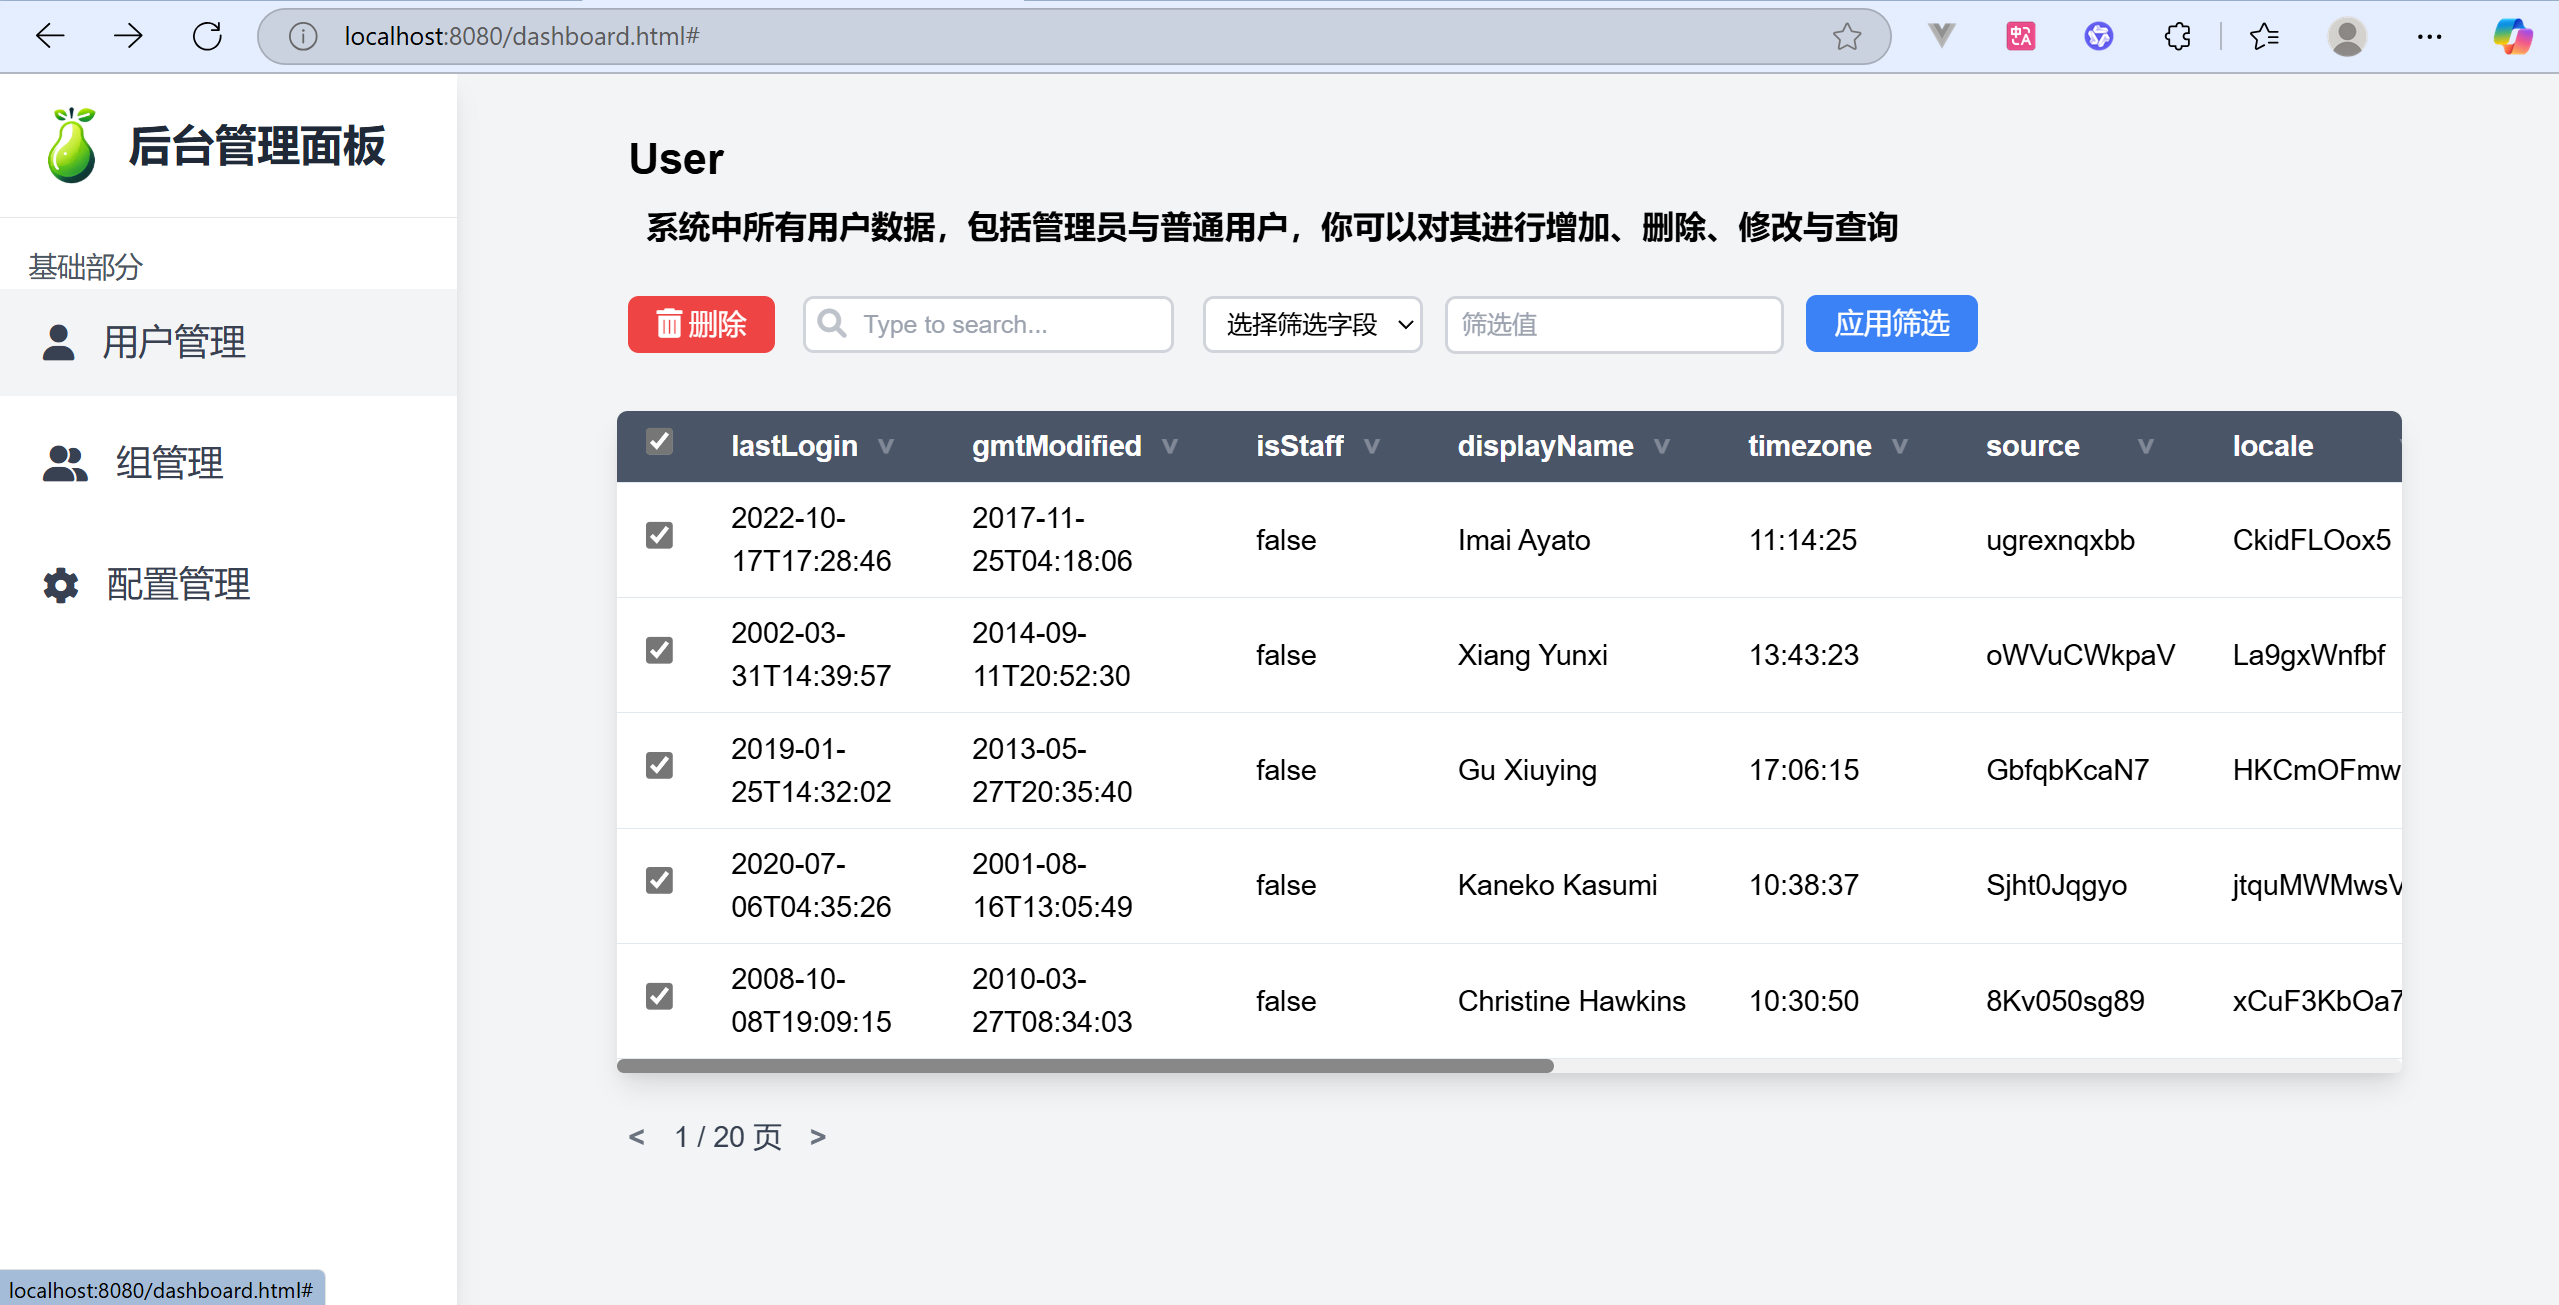 localhost:8080/dashboard.html#
后台管理面板
基础部分
用户管理
组管理
配置管理
User
系统中所有用户数据，包括管理员与普通用户，你可以对其进行增加、删除、修改与查询
删除 Type to search... 选择筛选字段 筛选值 应用筛选
lastLogin gmtModified isStaff displayName timezone source locale
2022-10- 2017-11-
17T17:28:46 25T04:18:06 false Imai Ayato 11:14:25 ugrexnqxbb CkidFLOox5
2002-03- 2014-09-
31T14:39:57 11T20:52:30 false Xiang Yunxi 13:43:23 oWVuCWkpaV La9gxWnfbf
2019-01- 2013-05-
25T14:32:02 27T20:35:40 false Gu Xiuying 17:06:15 GbfqbKcaN7 HKCmOFmw
2020-07- 2001-08-
06T04:35:26 16T13:05:49 false Kaneko Kasumi 10:38:37 Sjht0Jqgyo jtquMWMwsV
2008-10- 2010-03-
08T19:09:15 27T08:34:03 false Christine Hawkins 10:30:50 8Kv050sg89 xCuF3KbOa7
< 1 / 20 页 >
localhost:8080/dashboard.html#